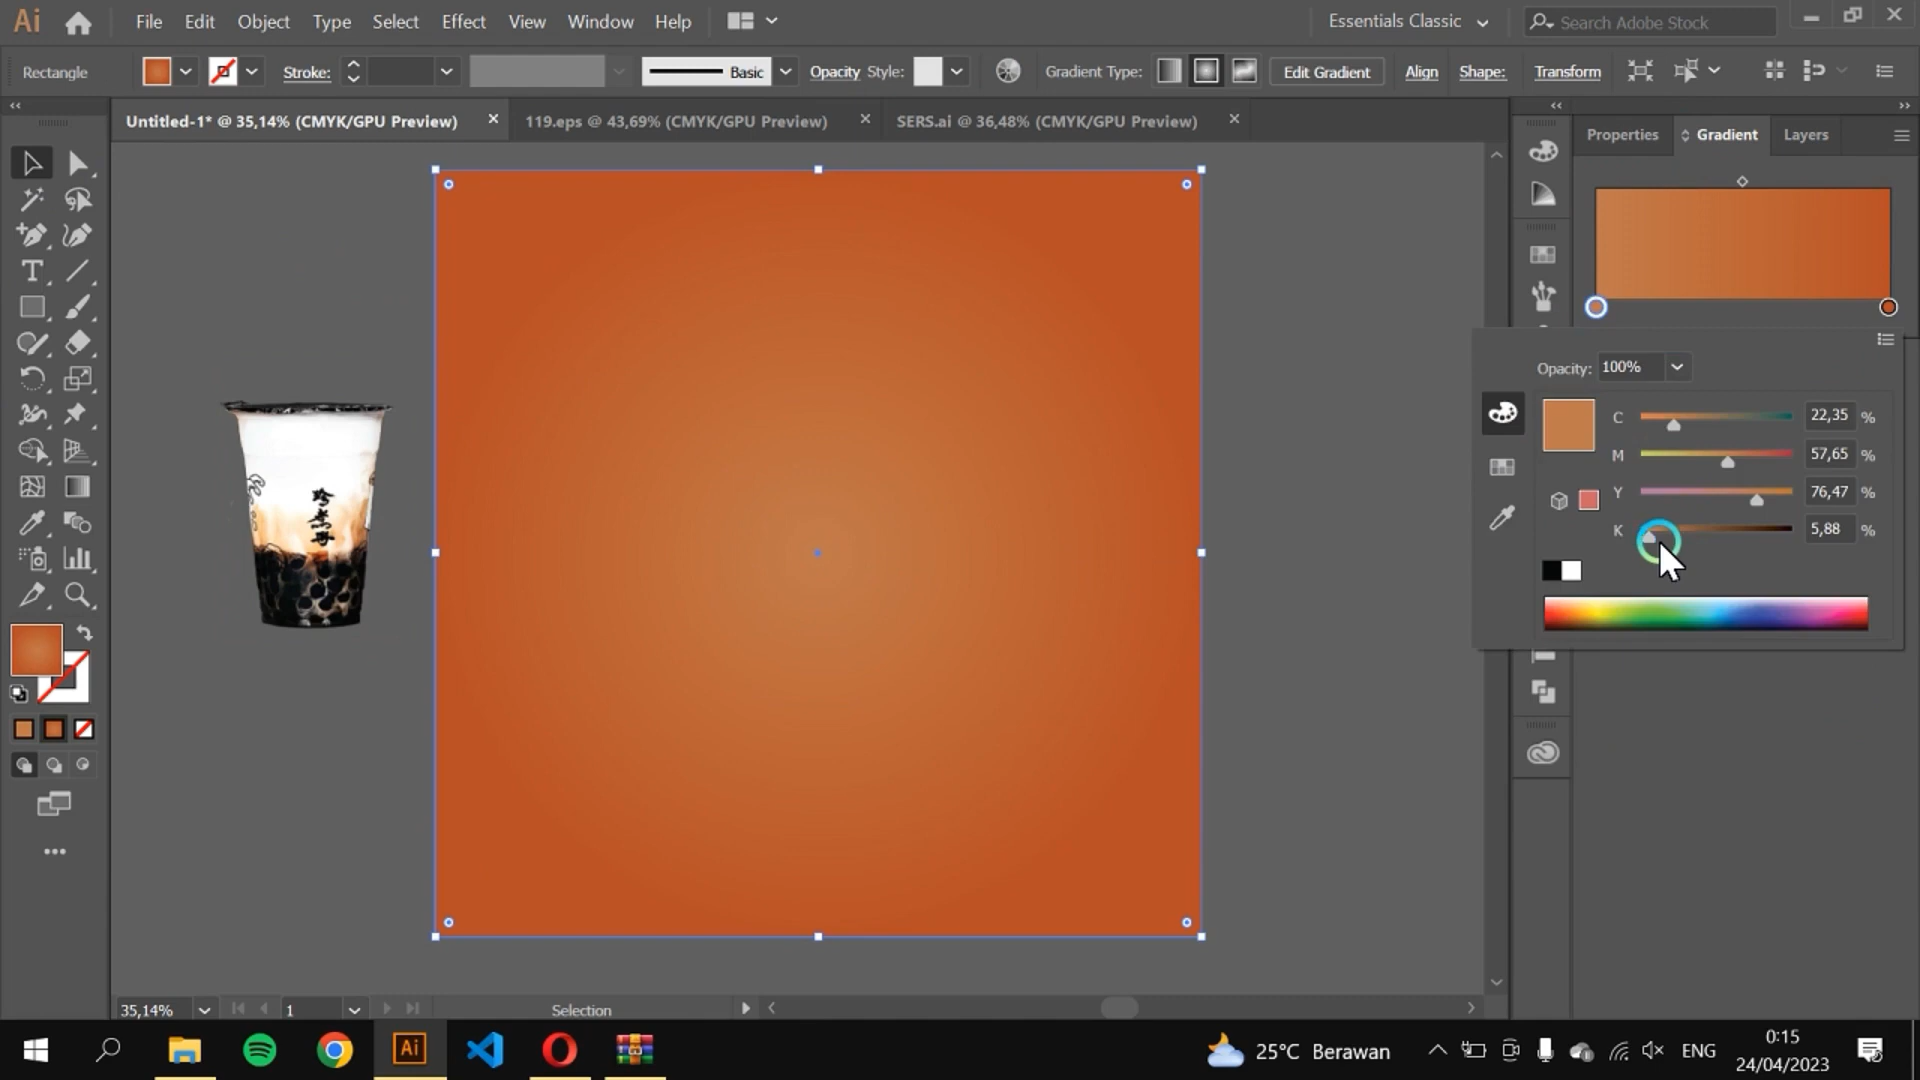 Ai File Edit Object Type Select Effect View Window Help Essentials Classic Search Adobe Stock
Rectangle Stroke: Basic Opacity Style: Gradient Type: Edit Gradient Align Shape: Transform
Untitled-1* @ 35,14% (CMYK/GPU Preview) 119.eps @ 43,69% (CMYK/GPU Preview) SERS.ai @ 36,48% (CMYK/GPU Preview)
Properties Gradient Layers
Opacity: 100%
C 22,35 %
M 57,65 %
Y 76,47 %
K 5,88 %
35,14% 1 Selection
Ai 25°C Berawan ENG 0:15
24/04/2023